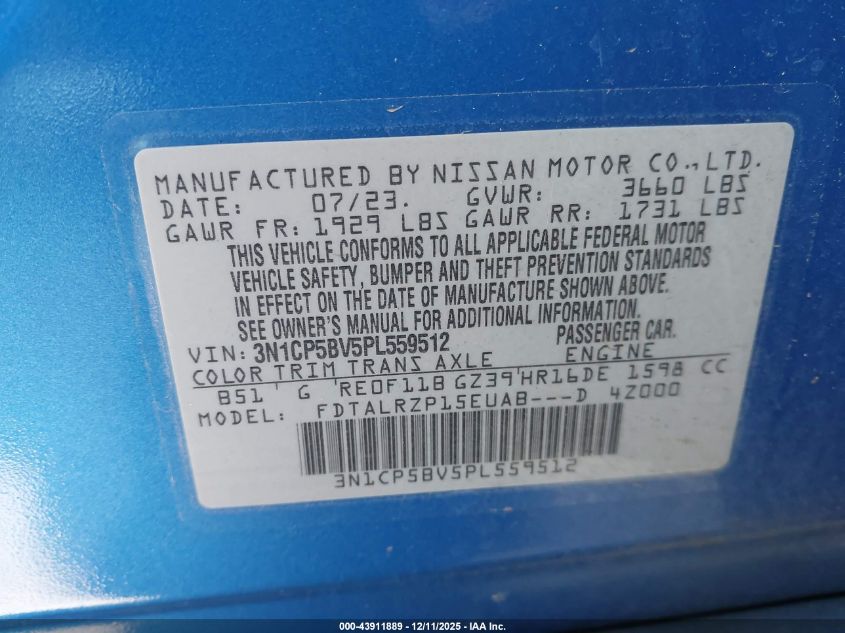 MANUFACTURED BY NISSAN MOTOR CO.,LTD.
DATE: 07/23. GVWR: 3660 LBS
GAWR FR: 1929 LBS GAWR RR: 1731 LBS
THIS VEHICLE CONFORMS TO ALL APPLICABLE FEDERAL MOTOR
VEHICLE SAFETY, BUMPER AND THEFT PREVENTION STANDARDS
IN EFFECT ON THE DATE OF MANUFACTURE SHOWN ABOVE.
SEE OWNER'S MANUAL FOR ADDITIONAL INFORMATION.
VIN: 3N1CP5BV5PL559512 PASSENGER CAR.
COLOR TRIM TRANS AXLE ENGINE
B51 ' G 'RE0F11B GZ39'HR16DE 1598 CC
MODEL: FDTALRZP15EUAB---D 4Z000
3N1CP5BV5PL559512
000-43911889 - 12/11/2025 - IAA Inc.